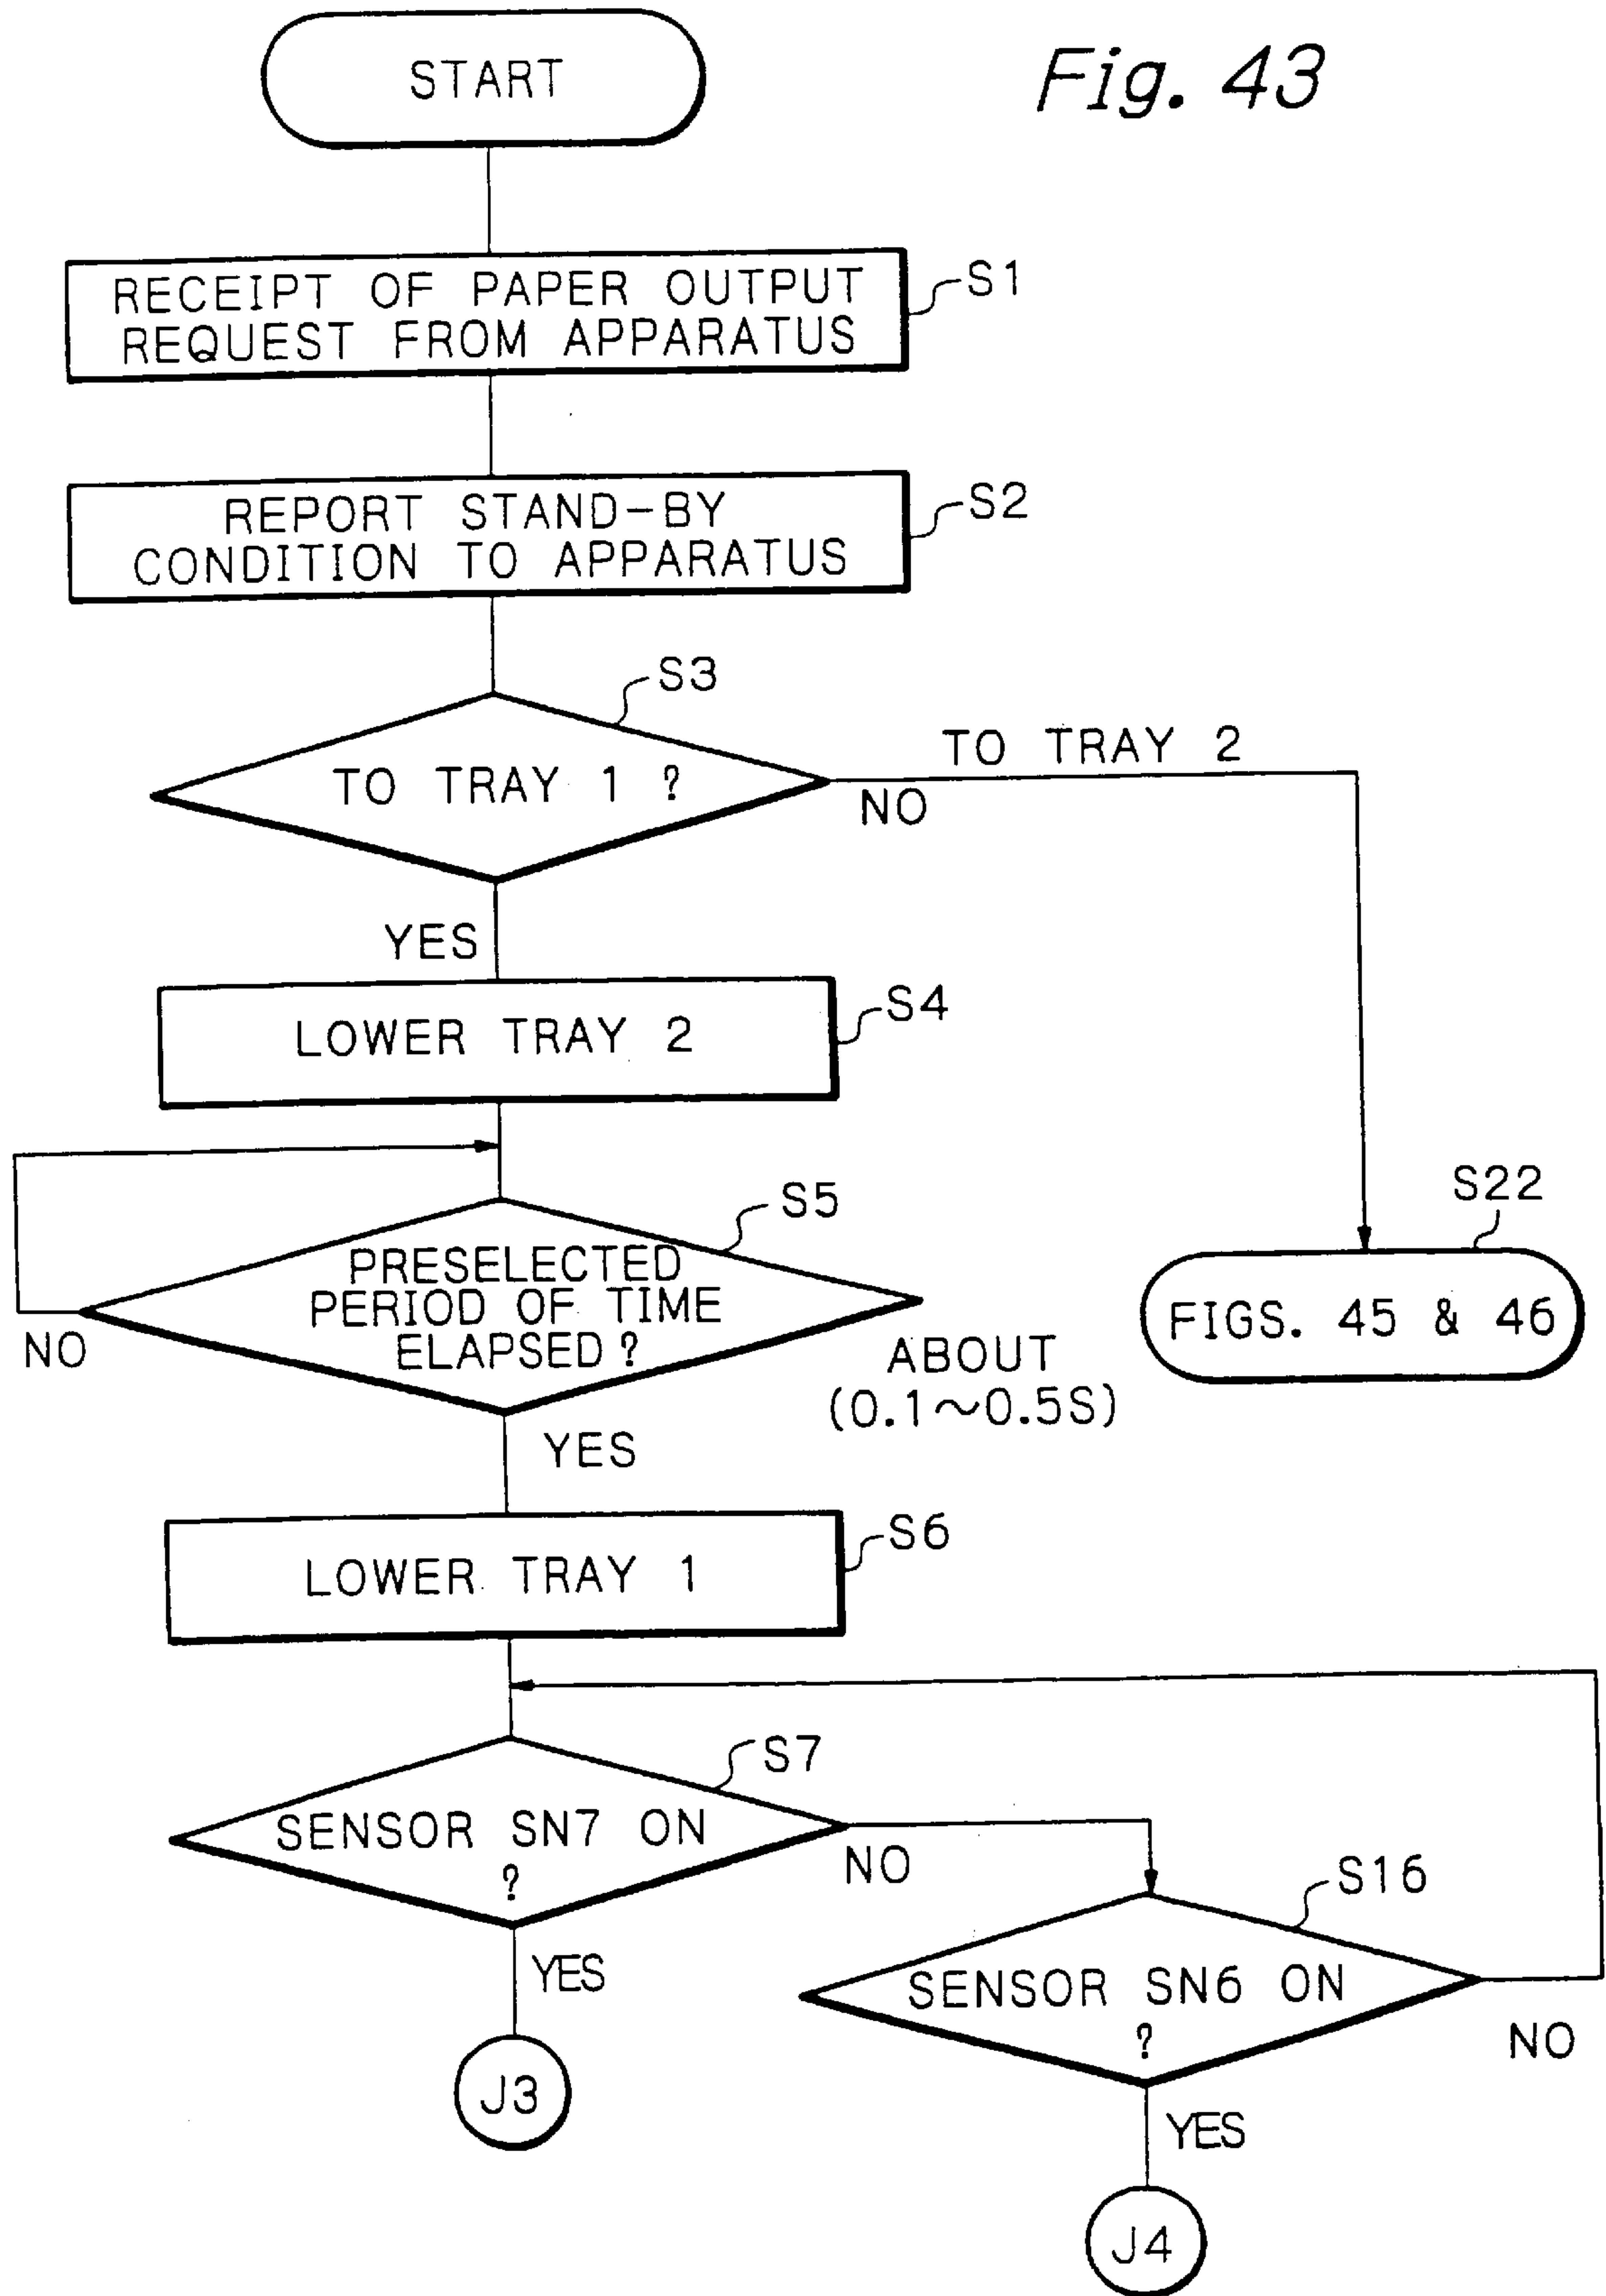 Fig. 43
START
RECEIPT OF PAPER OUTPUT
REQUEST FROM APPARATUS
S1
REPORT STAND-BY
CONDITION TO APPARATUS
S2
S3
TO TRAY 1 ?
TO TRAY 2
NO
YES
LOWER TRAY 2
S4
S5
PRESELECTED
PERIOD OF TIME
ELAPSED ?
NO
ABOUT
(0.1~0.5S)
YES
S22
FIGS. 45 & 46
LOWER TRAY 1
S6
S7
SENSOR SN7 ON
?
NO
YES
J3
S16
SENSOR SN6 ON
?
NO
YES
J4